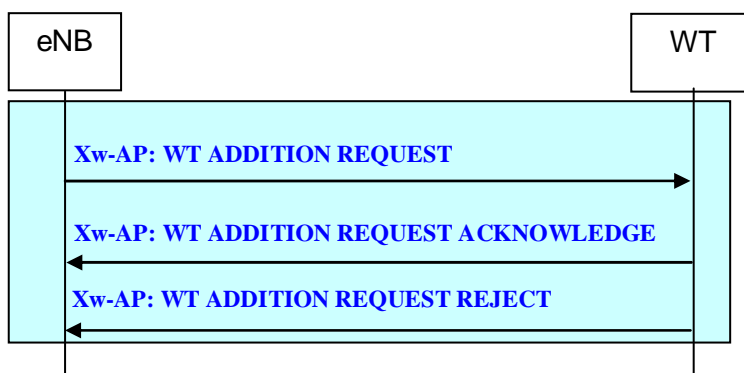 eNB
WT
Xw-AP: WT ADDITION REQUEST
Xw-AP: WT ADDITION REQUEST ACKNOWLEDGE
Xw-AP: WT ADDITION REQUEST REJECT